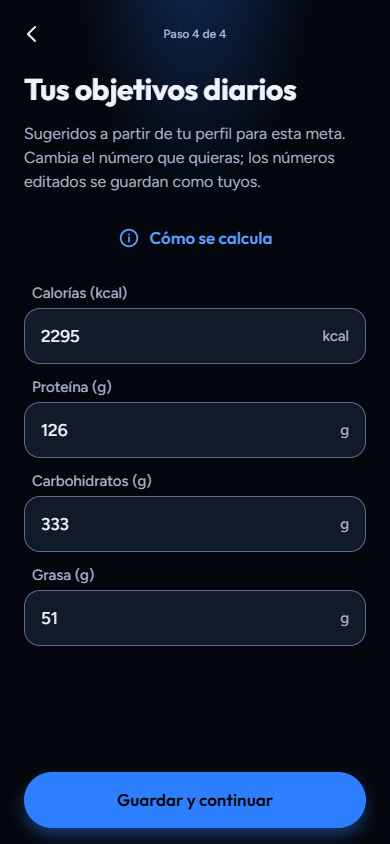 Paso 4 de 4
Tus objetivos diarios
Sugeridos a partir de tu perfil para esta meta.
Cambia el número que quieras; los números
editados se guardan como tuyos.
Cómo se calcula
Calorías (kcal)
2295 kcal
Proteína (g)
126 g
Carbohidratos (g)
333 g
Grasa (g)
51 g
Guardar y continuar